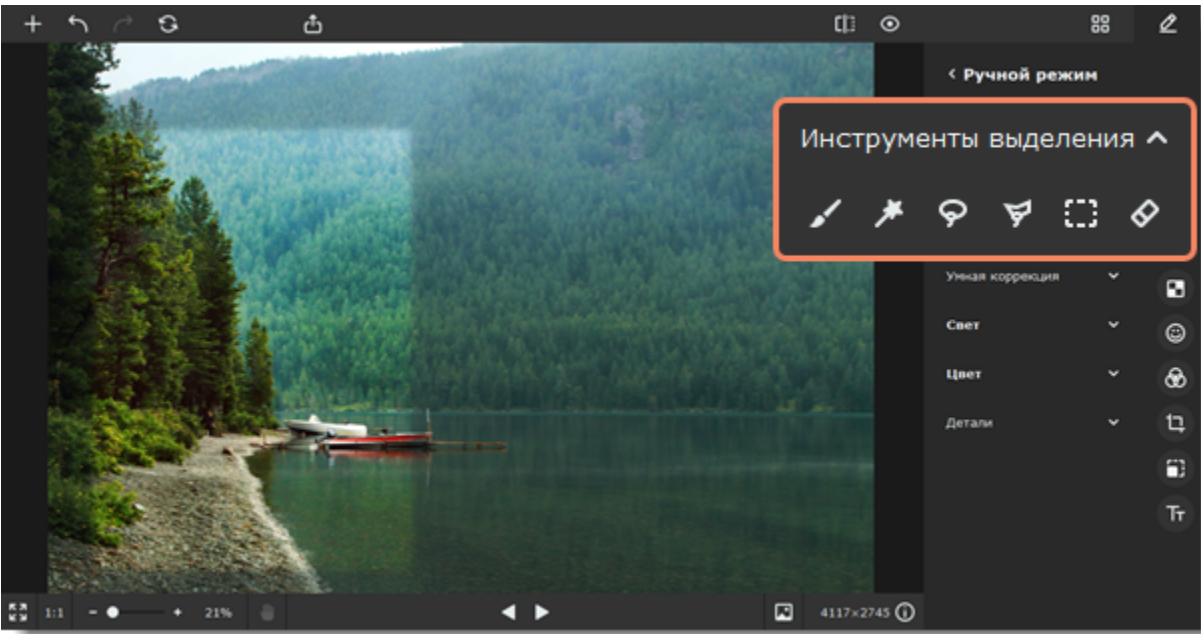 Ручной режим
Инструменты выделения
Умная коррекция
Свет
Цвет
Детали
Tт
1:1
21%
4117×2745